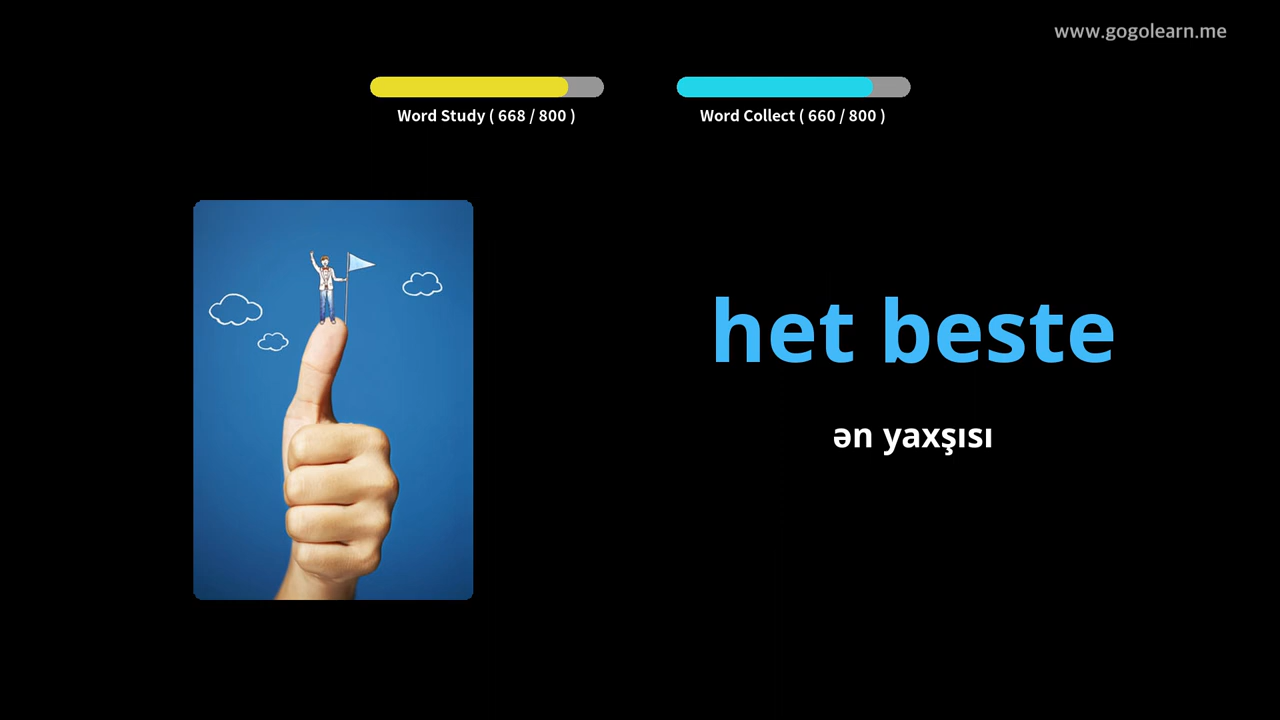 www.gogolearn.me
Word Study ( 668 / 800 )
Word Collect ( 660 / 800 )
het beste
ən yaxşısı